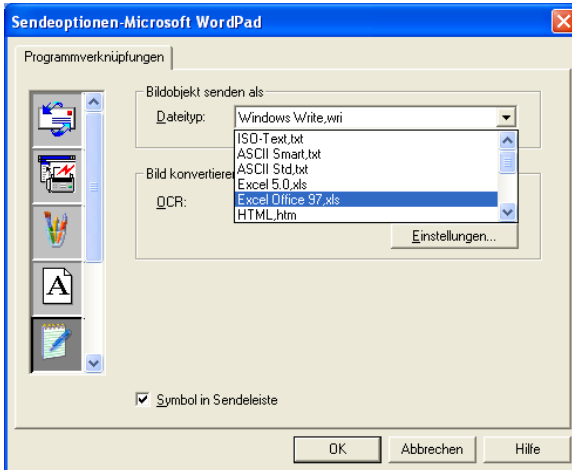 Sendeoptionen-Microsoft WordPad
Programmverknüpfungen
Bildobjekt senden als
Dateityp:
Windows Write,wri
ISO-Text,txt
ASCII Smart,txt
ASCII Std,txt
Excel 5.0,xls
Excel Office 97,xls
HTML,htm
Bild konvertieren
OCR:
Einstellungen...
A
Symbol in Sendeleiste
OK
Abbrechen
Hilfe